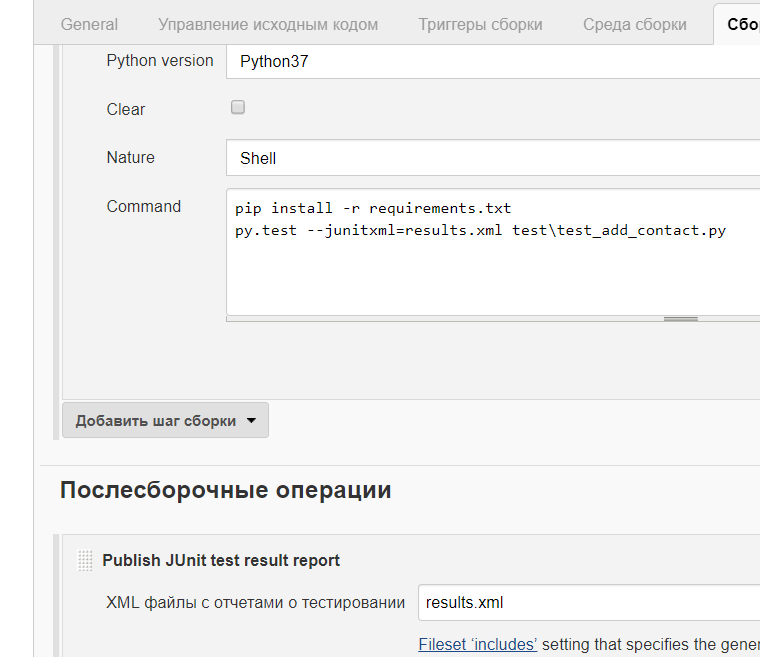 General Управление исходным кодом Триггеры сборки Среда сборки
Python version Python37
Clear
Nature Shell
Command pip install -r requirements.txt
py.test --junitxml=results.xml test\test_add_contact.py
Добавить шаг сборки
Послесборочные операции
Publish JUnit test result report
XML файлы с отчетами о тестировании results.xml
Fileset ‘includes’ setting that specifies the